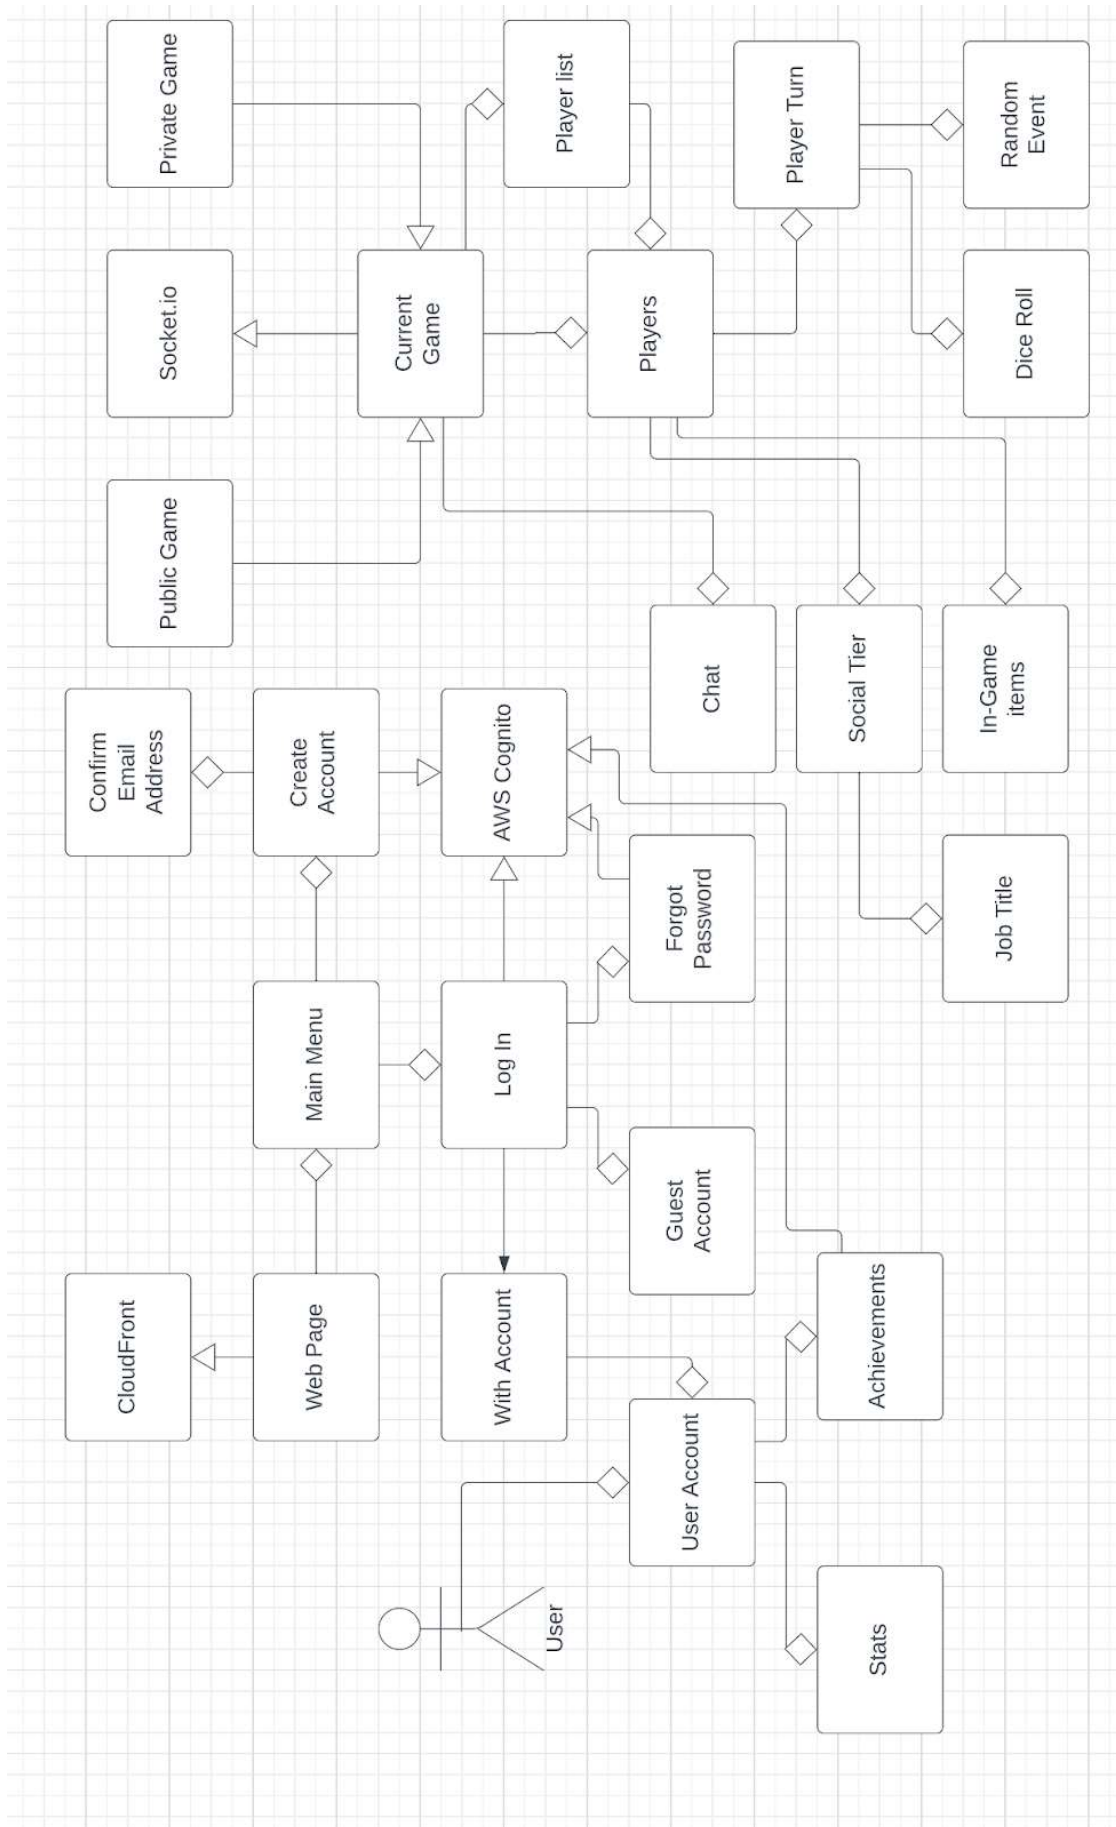 CloudFront
Confirm
Email
Address
Public Game
Socket.io
Private Game
Web Page
Main Menu
Create
Account
Current
Game
With Account
Log In
AWS Cognito
User
Player list
Players
User Account
Guest
Account
Forgot
Password
Chat
Player Turn
Stats
Achievements
Social Tier
Job Title
In-Game
items
Dice Roll
Random
Event